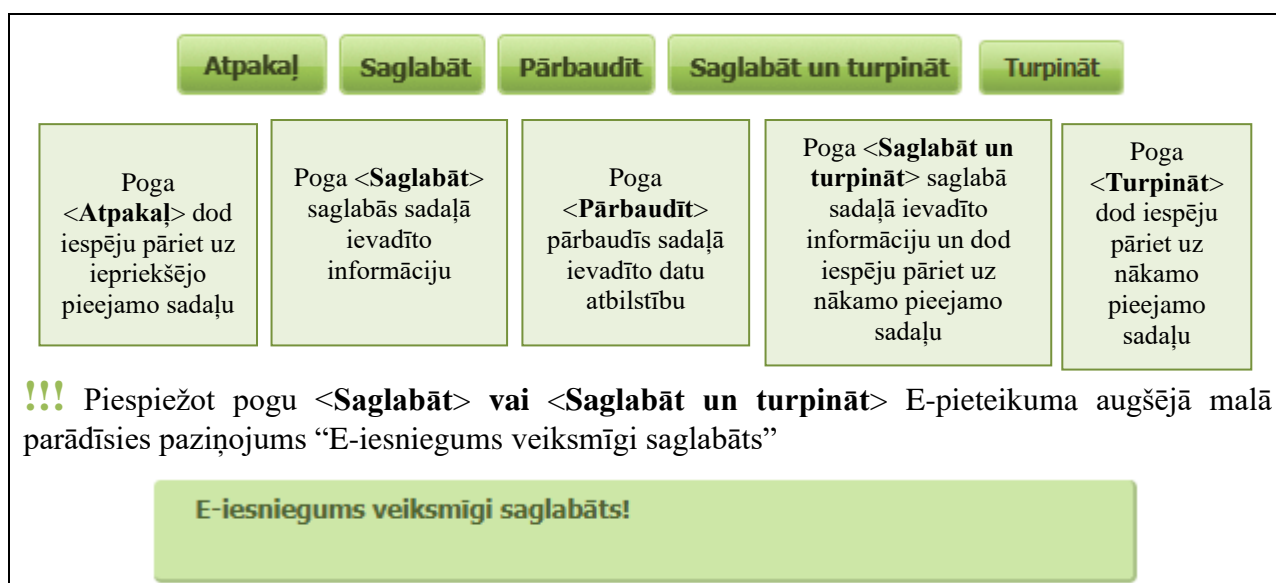 Atpakaļ Saglabāt Pārbaudīt Saglabāt un turpināt Turpināt
Poga
<Atpakaļ> dod
iespēju pāriet uz
iepriekšējo
pieejamo sadaļu
Poga <Saglabāt>
saglabās sadaļā
ievadīto
informāciju
Poga
<Pārbaudīt>
pārbaudīs sadaļā
ievadīto datu
atbilstību
Poga <Saglabāt un
turpināt> saglabā
sadaļā ievadīto
informāciju un dod
iespēju pāriet uz
nākamo pieejamo
sadaļu
Poga
<Turpināt>
dod iespēju
pāriet uz
nākamo
pieejamo
sadaļu
!!! Piespiežot pogu <Saglabāt> vai <Saglabāt un turpināt> E-pieteikuma augšējā malā
parādīsies paziņojums “E-iesniegums veiksmīgi saglabāts”
E-iesniegums veiksmīgi saglabāts!